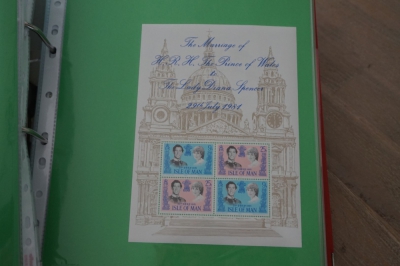 The Marriage of
H.R.H. The Prince of Wales
to
The Lady Diana Spencer
29th July 1981
ISLE OF MAN
ISLE OF MAN
ISLE OF MAN
ISLE OF MAN